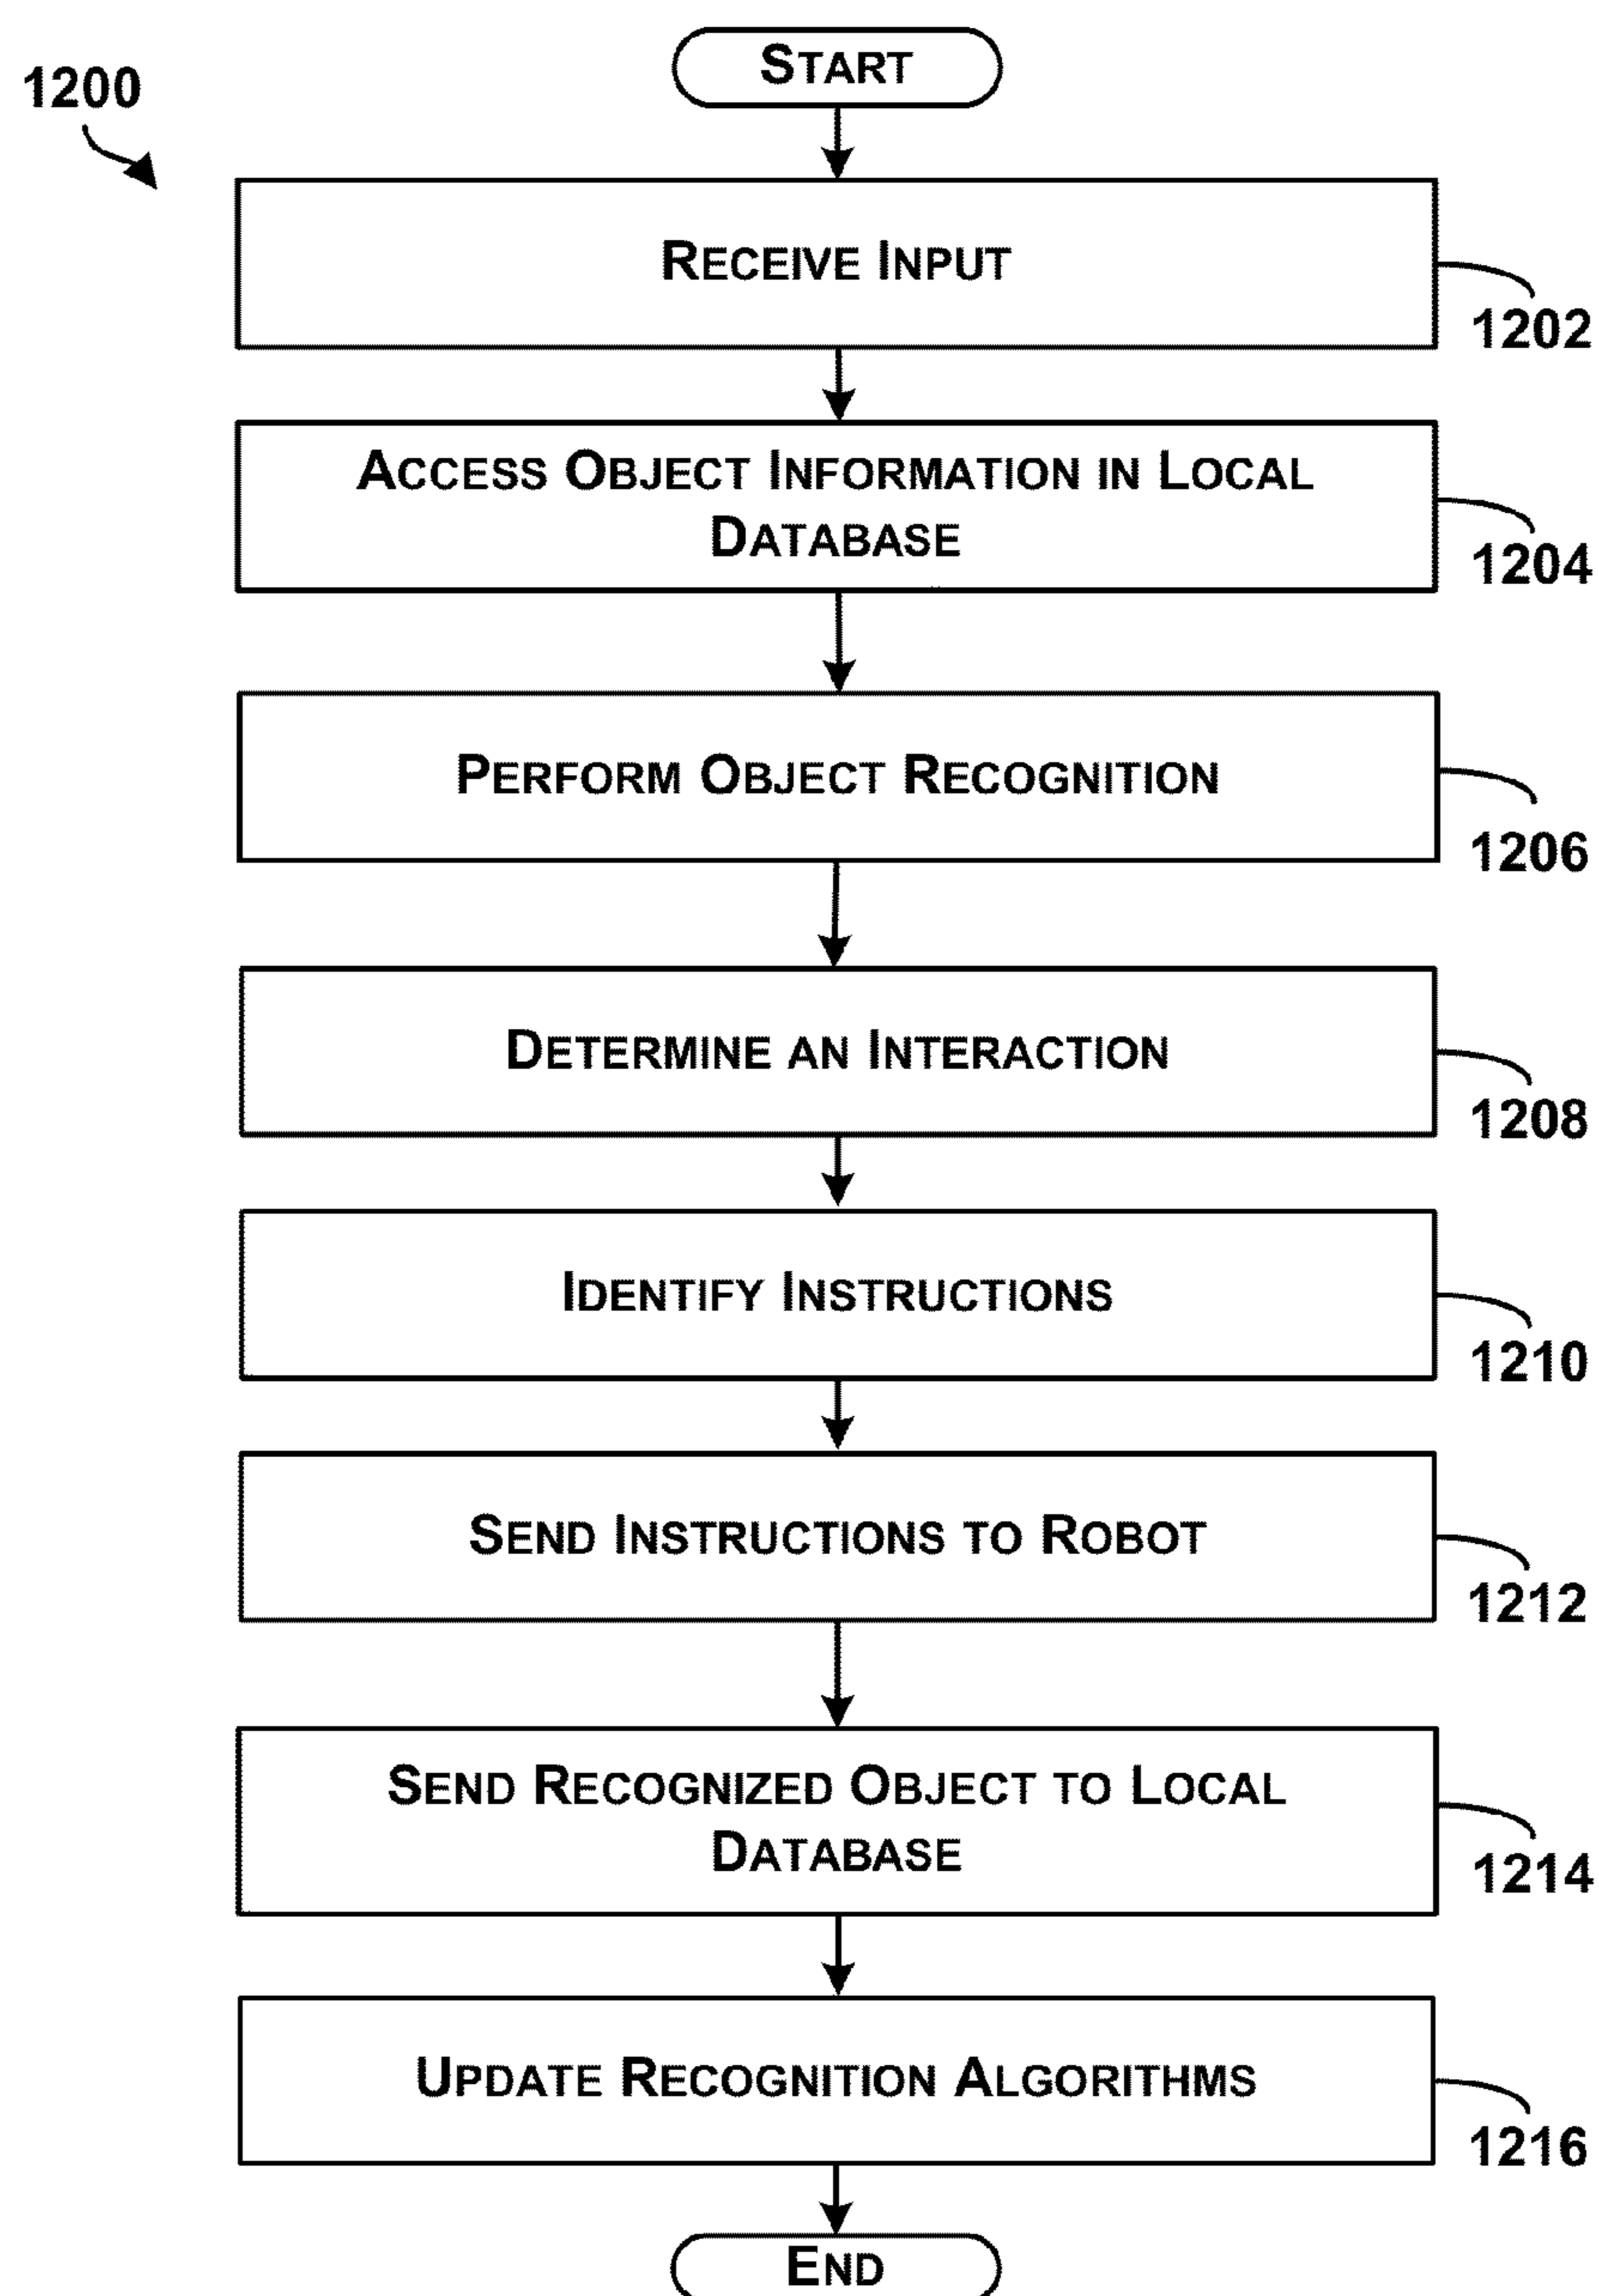 START
1200
RECEIVE INPUT
1202
ACCESS OBJECT INFORMATION IN LOCAL
DATABASE
1204
PERFORM OBJECT RECOGNITION
1206
DETERMINE AN INTERACTION
1208
IDENTIFY INSTRUCTIONS
1210
SEND INSTRUCTIONS TO ROBOT
1212
SEND RECOGNIZED OBJECT TO LOCAL
DATABASE
1214
UPDATE RECOGNITION ALGORITHMS
1216
END